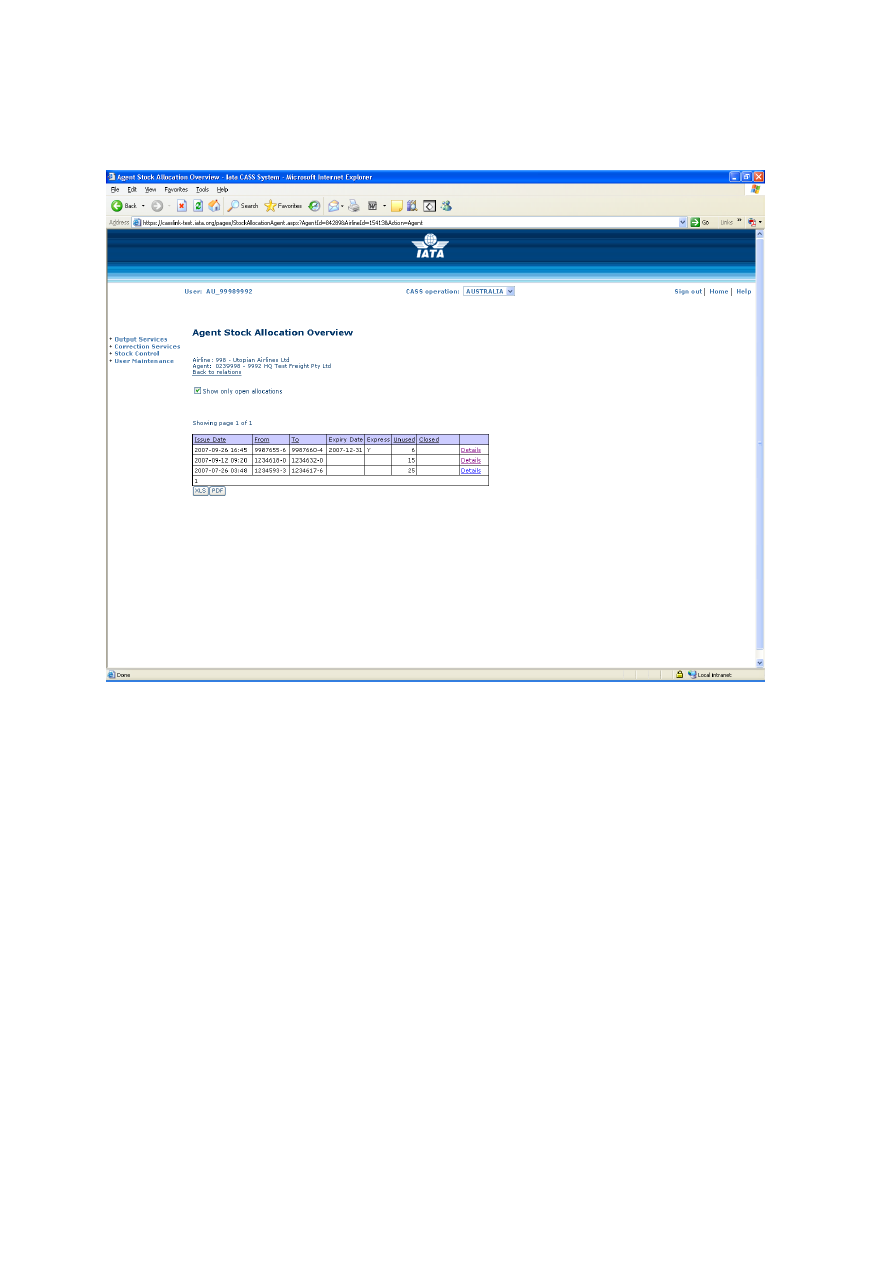 Agent Stock Allocation Overview - Iata CASS System - Microsoft Internet Explorer
File Edit View Favorites Tools Help
Back Search Favorites
Address https://casslink-test.iata.org/pages/StockAllocationAgent.aspx?AgentId=84289&AirlineId=15413&Action=Agent Go Links »
IATA
User: AU_99989992 CASS operation: AUSTRALIA Sign out | Home | Help
Agent Stock Allocation Overview
• Output Services
• Correction Services
• Stock Control
• User Maintenance
Airline: 998 - Utopian Airlines Ltd
Agent: 0239998 - 9992 HQ Test Freight Pty Ltd
Back to relations
Show only open allocations
Showing page 1 of 1
Issue Date From To Expiry Date Express Unused Closed
2007-09-26 16:45 9987655-6 9987660-4 2007-12-31 Y 6 Details
2007-09-12 09:20 1234618-0 1234632-0 15 Details
2007-07-26 03:48 1234593-3 1234617-6 25 Details
1
XLS PDF
Done Local intranet